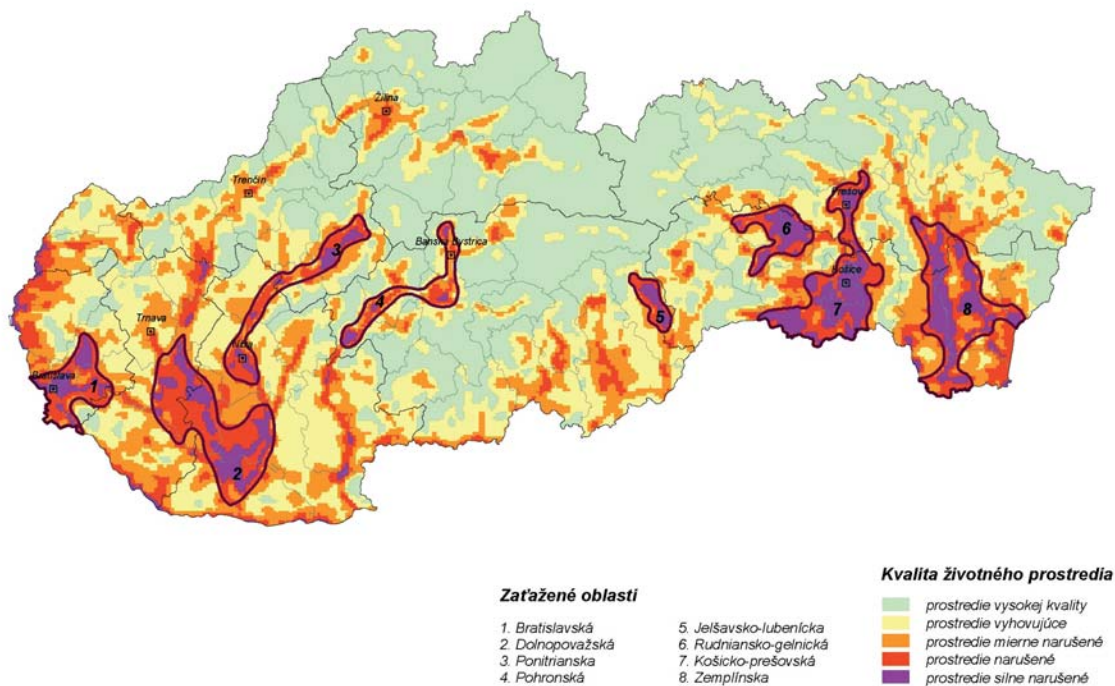 Žilina
Trenčín
Prešov
Banská Bystrica
Košice
Trnava
Nitra
Bratislava
1
2
3
4
5
6
7
8
Zaťažené oblasti
1. Bratislavská
2. Dolnopovažská
3. Ponitrianska
4. Pohronská
5. Jelšavsko-lubenícka
6. Rudniansko-gelnická
7. Košicko-prešovská
8. Zemplínska
Kvalita životného prostredia
prostredie vysokej kvality
prostredie vyhovujúce
prostredie mierne narušené
prostredie narušené
prostredie silne narušené